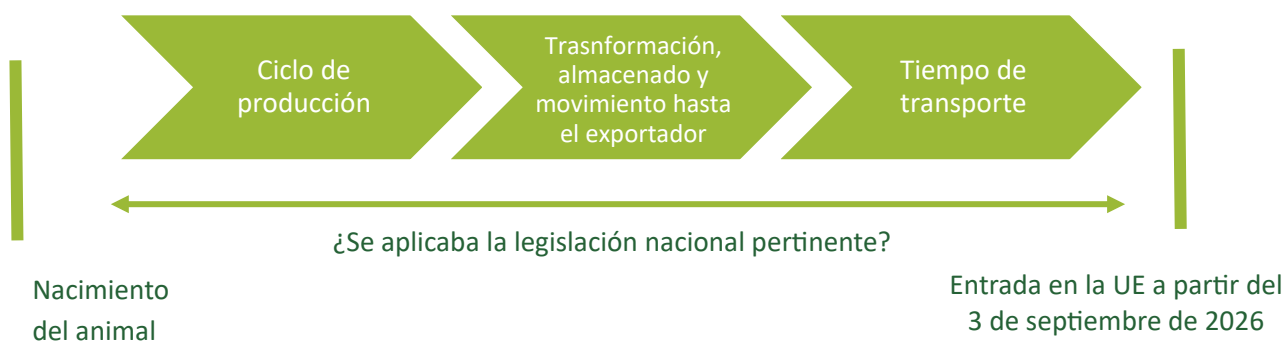 Ciclo de
producción
Trasnformación,
almacenado y
movimiento hasta
el exportador
Tiempo de
transporte
¿Se aplicaba la legislación nacional pertinente?
Nacimiento
del animal
Entrada en la UE a partir del
3 de septiembre de 2026